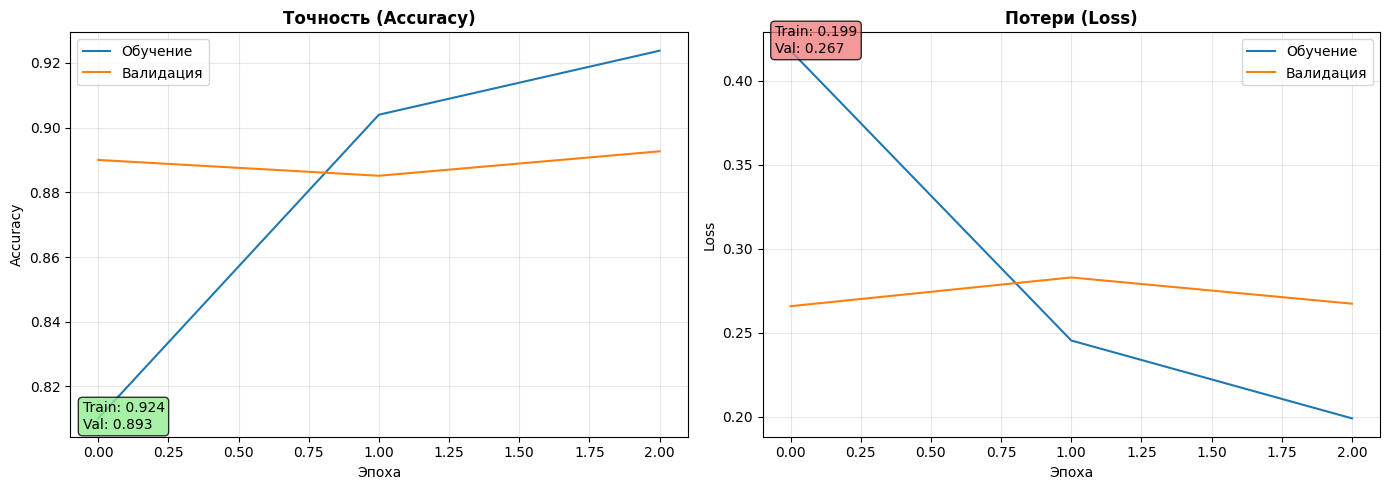 Точность (Accuracy)
Обучение
Валидация
0.92
0.90
0.88
0.86
0.84
0.82
Accuracy
Train: 0.924
Val: 0.893
0.00 0.25 0.50 0.75 1.00 1.25 1.50 1.75 2.00
Эпоха
Потери (Loss)
Train: 0.199
Val: 0.267
Обучение
Валидация
0.40
0.35
0.30
0.25
0.20
Loss
0.00 0.25 0.50 0.75 1.00 1.25 1.50 1.75 2.00
Эпоха